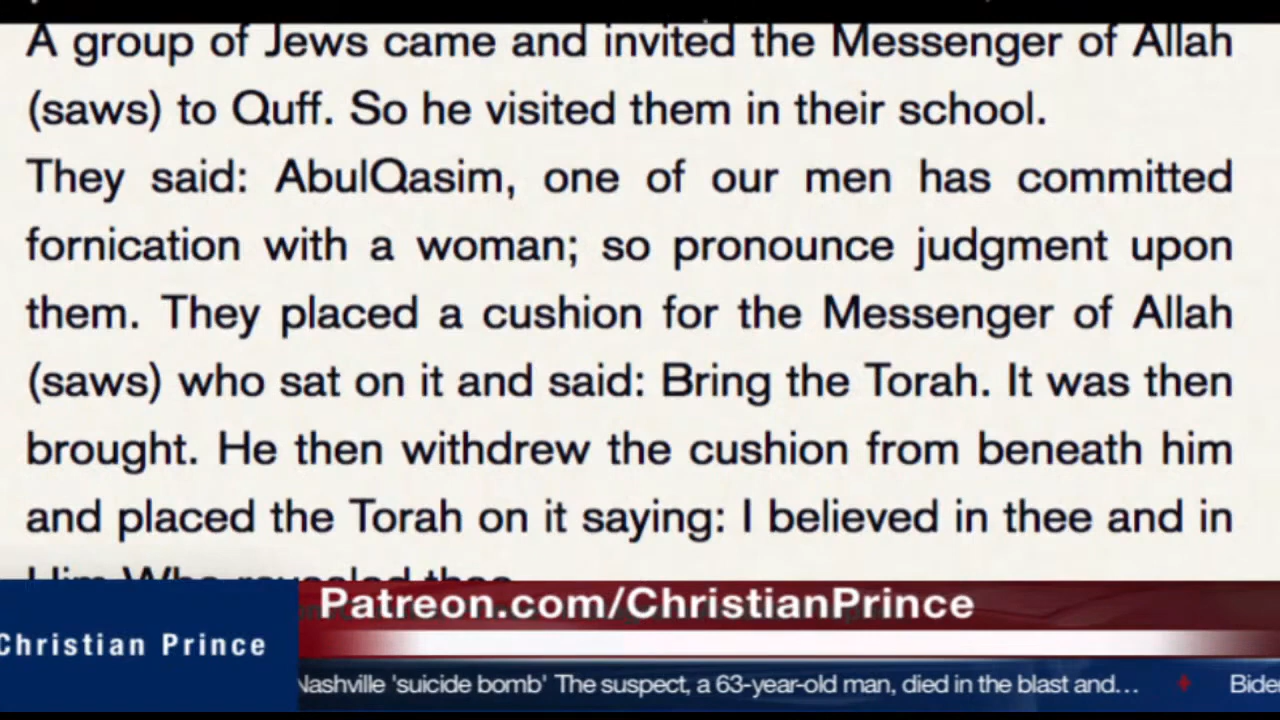 A group of Jews came and invited the Messenger of Allah
(saws) to Quff. So he visited them in their school.
They said: AbulQasim, one of our men has committed
fornication with a woman; so pronounce judgment upon
them. They placed a cushion for the Messenger of Allah
(saws) who sat on it and said: Bring the Torah. It was then
brought. He then withdrew the cushion from beneath him
and placed the Torah on it saying: I believed in thee and in
Him Who revealed thee
Patreon.com/ChristianPrince
Christian Prince
Nashville 'suicide bomb' The suspect, a 63-year-old man, died in the blast and… Bide